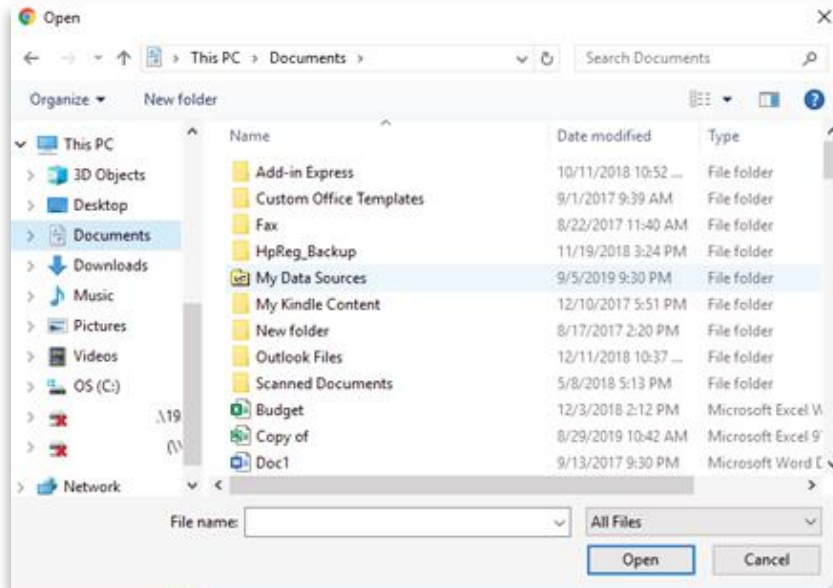 Open
This PC > Documents >
Search Documents
Organize
New folder
Name
Date modified
Type
This PC
3D Objects
Desktop
Documents
Downloads
Music
Pictures
Videos
OS (C:)
.\19
(\\
Network
Add-in Express 10/11/2018 10:52 ... File folder
Custom Office Templates 9/1/2017 9:39 AM File folder
Fax 8/22/2017 11:40 AM File folder
HpReg_Backup 11/19/2018 3:24 PM File folder
My Data Sources 9/5/2019 9:30 PM File folder
My Kindle Content 12/10/2017 5:51 PM File folder
New folder 8/17/2017 2:20 PM File folder
Outlook Files 12/11/2018 10:37 ... File folder
Scanned Documents 5/8/2018 5:13 PM File folder
Budget 12/3/2018 2:12 PM Microsoft Excel W
Copy of 8/29/2019 10:42 AM Microsoft Excel 9
Doc1 9/13/2017 9:30 PM Microsoft Word D
File name:
All Files
Open
Cancel